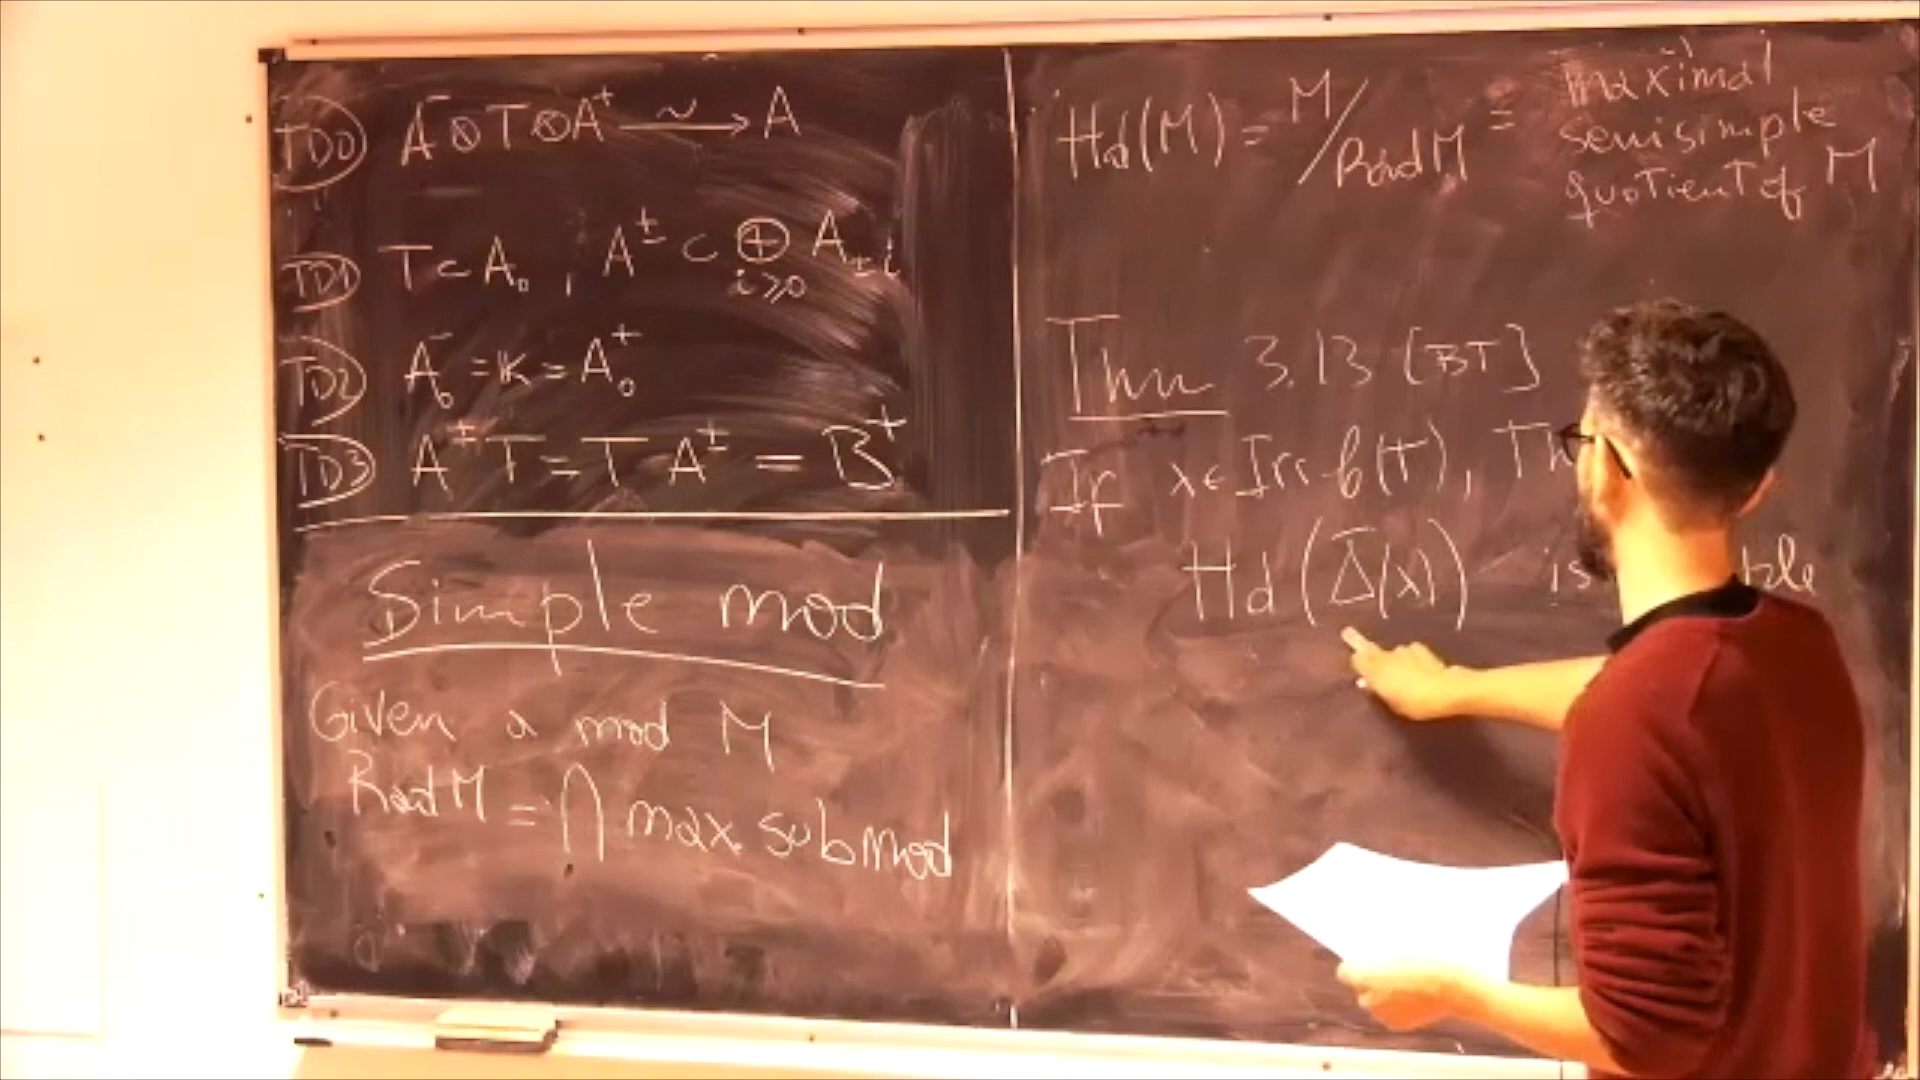 TD0 A⁻⊗T⊗A⁺ ⟶̃ A
TD1 T⊂A₀, A^± ⊂ ⊕_{i≥0} A_{±i}
TD2 A₀⁻=K=A₀⁺
TD3 A^± T = T A^± = B^±
Simple mod
Given a mod M
Rad M = ⋂ max submod
Hd(M) = M/Rad M = maximal semisimple quotient of M
Thm 3.13 [BT]
If λ∈Irr_b(T), Th
Hd(Δ̄(λ)) is